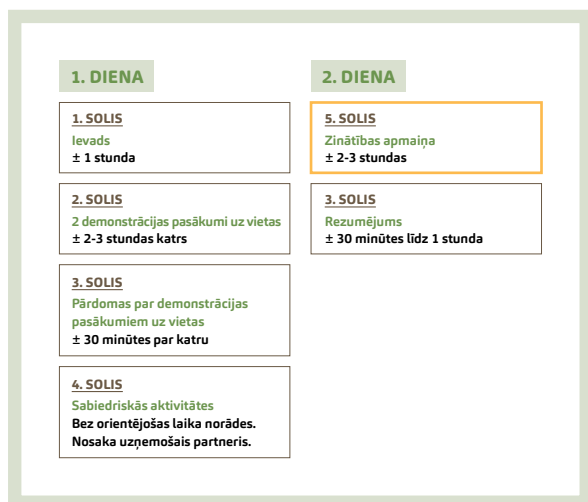 1. DIENA
1. SOLIS
Ievads
± 1 stunda
2. SOLIS
2 demonstrācijas pasākumi uz vietas
± 2-3 stundas katrs
3. SOLIS
Pārdomas par demonstrācijas
pasākumiem uz vietas
± 30 minūtes par katru
4. SOLIS
Sabiedriskās aktivitātes
Bez orientējošas laika norādes.
Nosaka uzņemošais partneris.
2. DIENA
5. SOLIS
Zinātības apmaiņa
± 2-3 stundas
3. SOLIS
Rezumējums
± 30 minūtes līdz 1 stunda